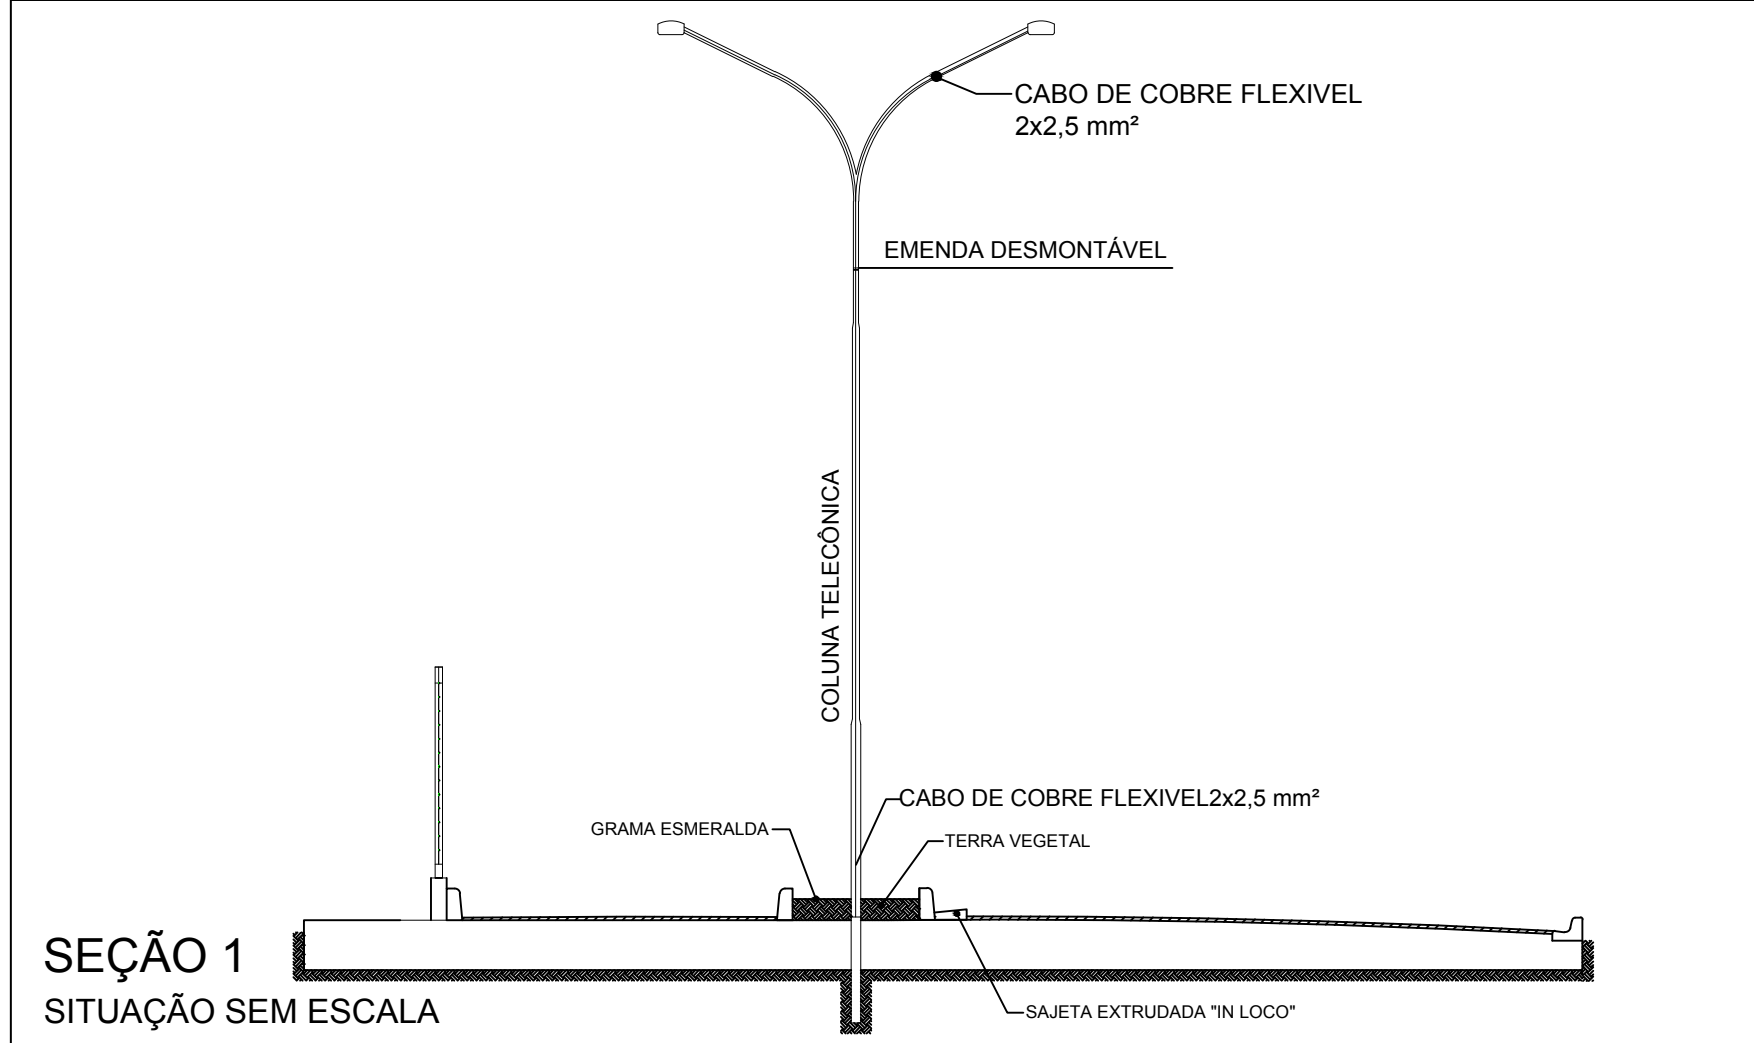 CABO DE COBRE FLEXIVEL
2x2,5 mm²
EMENDA DESMONTÁVEL
COLUNA TELECÔNICA
CABO DE COBRE FLEXIVEL2x2,5 mm²
GRAMA ESMERALDA
TERRA VEGETAL
SEÇÃO 1
SITUAÇÃO SEM ESCALA
SAJETA EXTRUDADA "IN LOCO"